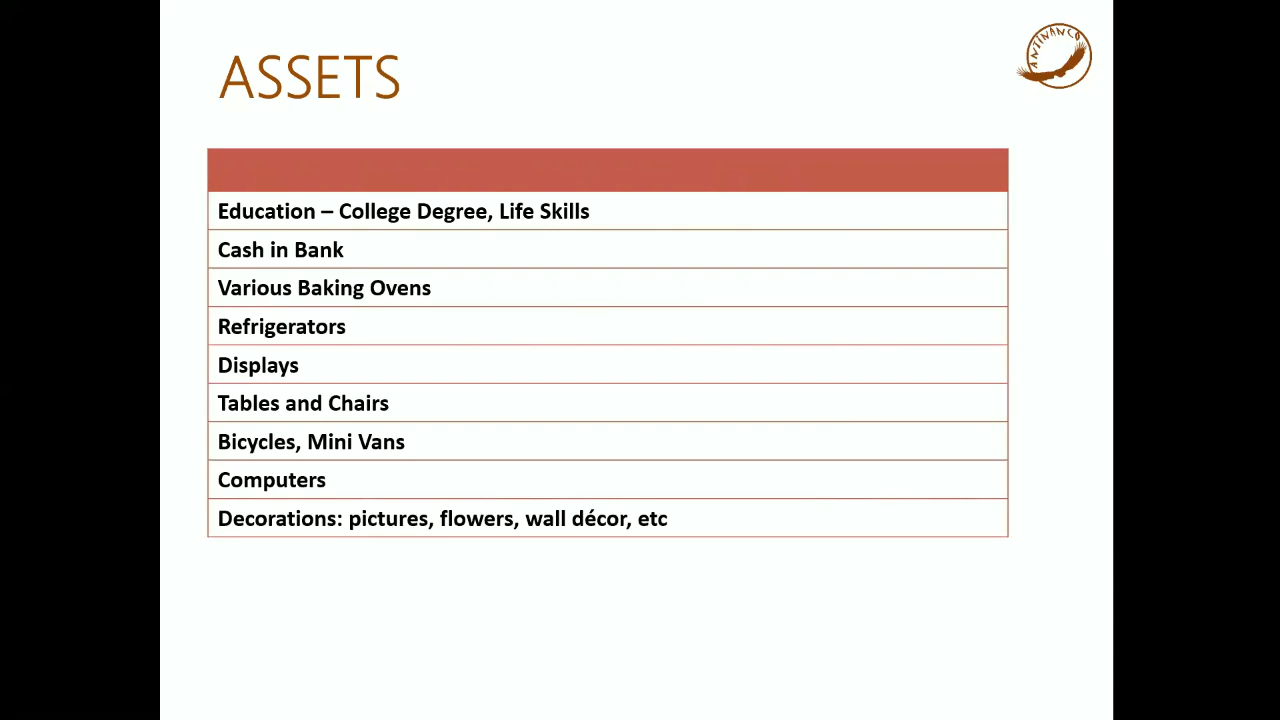 ASSETS
ANTINANCO
Education – College Degree, Life Skills
Cash in Bank
Various Baking Ovens
Refrigerators
Displays
Tables and Chairs
Bicycles, Mini Vans
Computers
Decorations: pictures, flowers, wall décor, etc